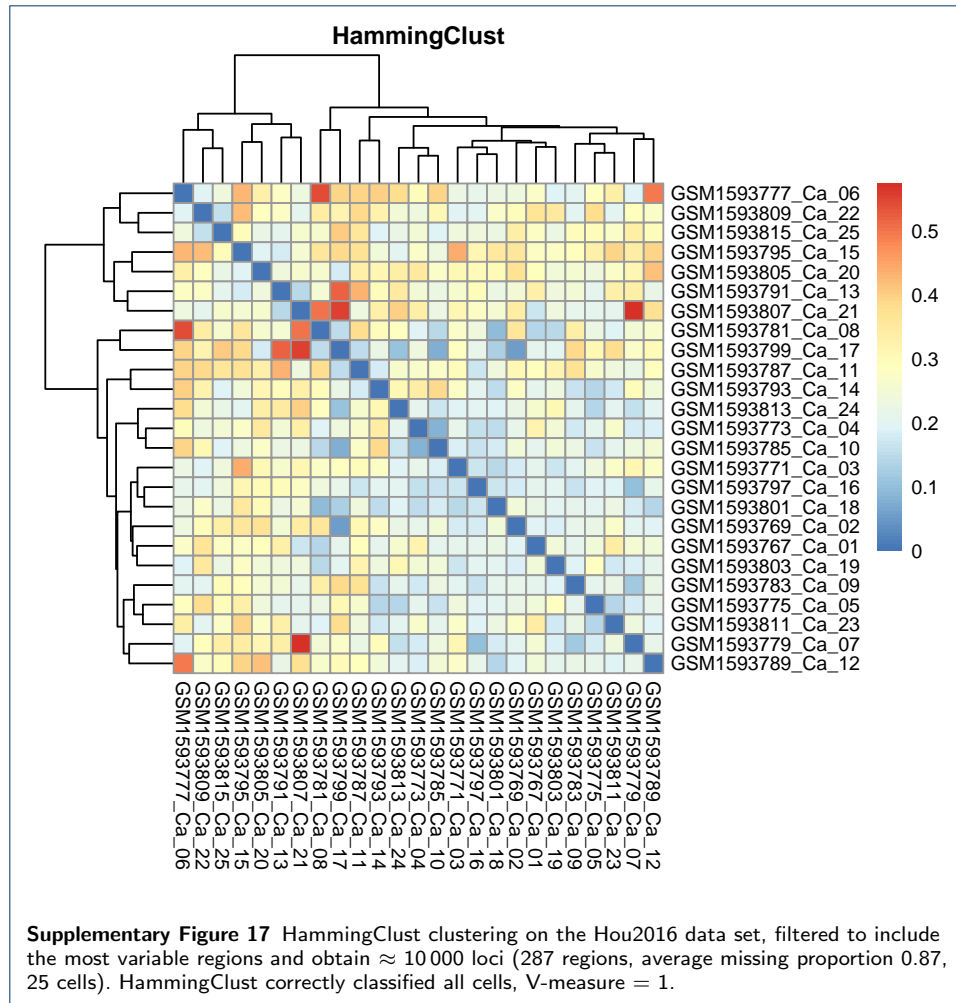 HammingClust
GSM1593777_Ca_06
GSM1593809_Ca_22
GSM1593815_Ca_25
GSM1593795_Ca_15
GSM1593805_Ca_20
GSM1593791_Ca_13
GSM1593807_Ca_21
GSM1593781_Ca_08
GSM1593799_Ca_17
GSM1593787_Ca_11
GSM1593793_Ca_14
GSM1593813_Ca_24
GSM1593773_Ca_04
GSM1593785_Ca_10
GSM1593771_Ca_03
GSM1593797_Ca_16
GSM1593801_Ca_18
GSM1593769_Ca_02
GSM1593767_Ca_01
GSM1593803_Ca_19
GSM1593783_Ca_09
GSM1593775_Ca_05
GSM1593811_Ca_23
GSM1593779_Ca_07
GSM1593789_Ca_12
0.5
0.4
0.3
0.2
0.1
0
GSM1593777_Ca_06
GSM1593809_Ca_22
GSM1593815_Ca_25
GSM1593795_Ca_15
GSM1593805_Ca_20
GSM1593791_Ca_13
GSM1593807_Ca_21
GSM1593781_Ca_08
GSM1593799_Ca_17
GSM1593787_Ca_11
GSM1593793_Ca_14
GSM1593813_Ca_24
GSM1593773_Ca_04
GSM1593785_Ca_10
GSM1593771_Ca_03
GSM1593797_Ca_16
GSM1593801_Ca_18
GSM1593769_Ca_02
GSM1593767_Ca_01
GSM1593803_Ca_19
GSM1593783_Ca_09
GSM1593775_Ca_05
GSM1593811_Ca_23
GSM1593779_Ca_07
GSM1593789_Ca_12
Supplementary Figure 17 HammingClust clustering on the Hou2016 data set, filtered to include
the most variable regions and obtain ≈ 10 000 loci (287 regions, average missing proportion 0.87,
25 cells). HammingClust correctly classified all cells, V-measure = 1.